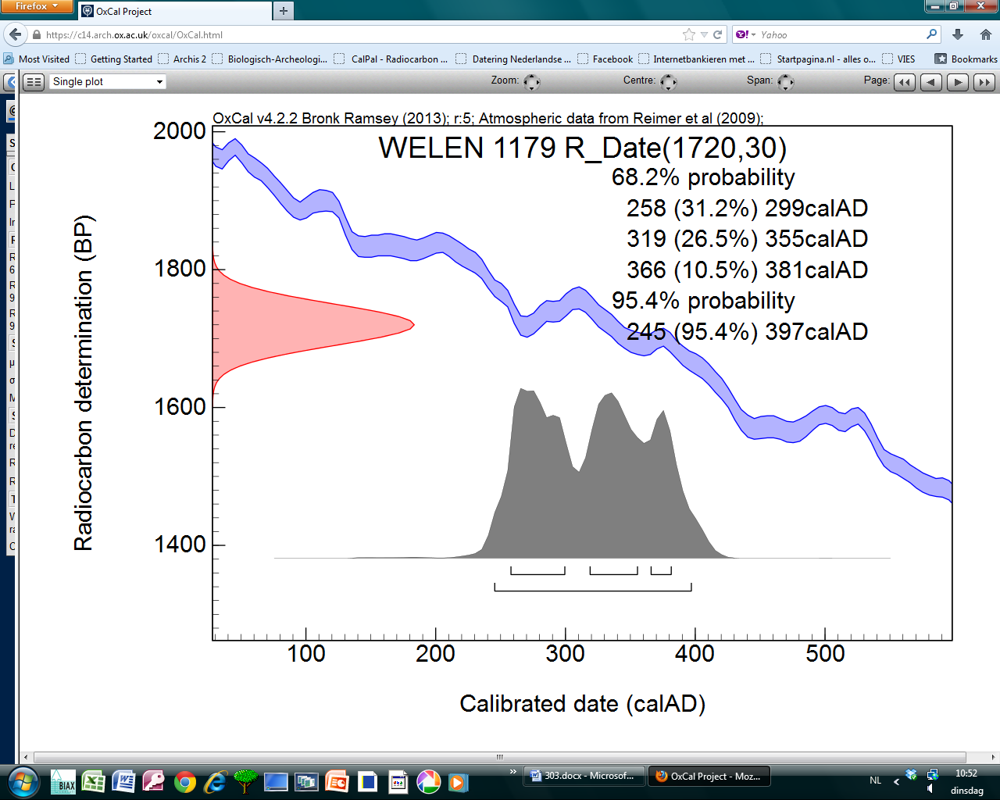 Firefox
OxCal Project
https://c14.arch.ox.ac.uk/oxcal/OxCal.html
Yahoo
Most Visited Getting Started Archis 2 Biologisch-Archeologi... CalPal - Radiocarbon ... Datering Nederlandse ... Facebook Internetbankieren met ... Startpagina.nl - alles o... VIES Bookmarks
Single plot Zoom: Centre: Span: Page:
OxCal v4.2.2 Bronk Ramsey (2013); r:5; Atmospheric data from Reimer et al (2009);
WELEN 1179 R_Date(1720,30)
68.2% probability
258 (31.2%) 299calAD
319 (26.5%) 355calAD
366 (10.5%) 381calAD
95.4% probability
245 (95.4%) 397calAD
Radiocarbon determination (BP)
2000
1800
1600
1400
100 200 300 400 500
Calibrated date (calAD)
BIAX
303.docx - Microsof...
OxCal Project - Moz...
NL
10:52
dinsdag